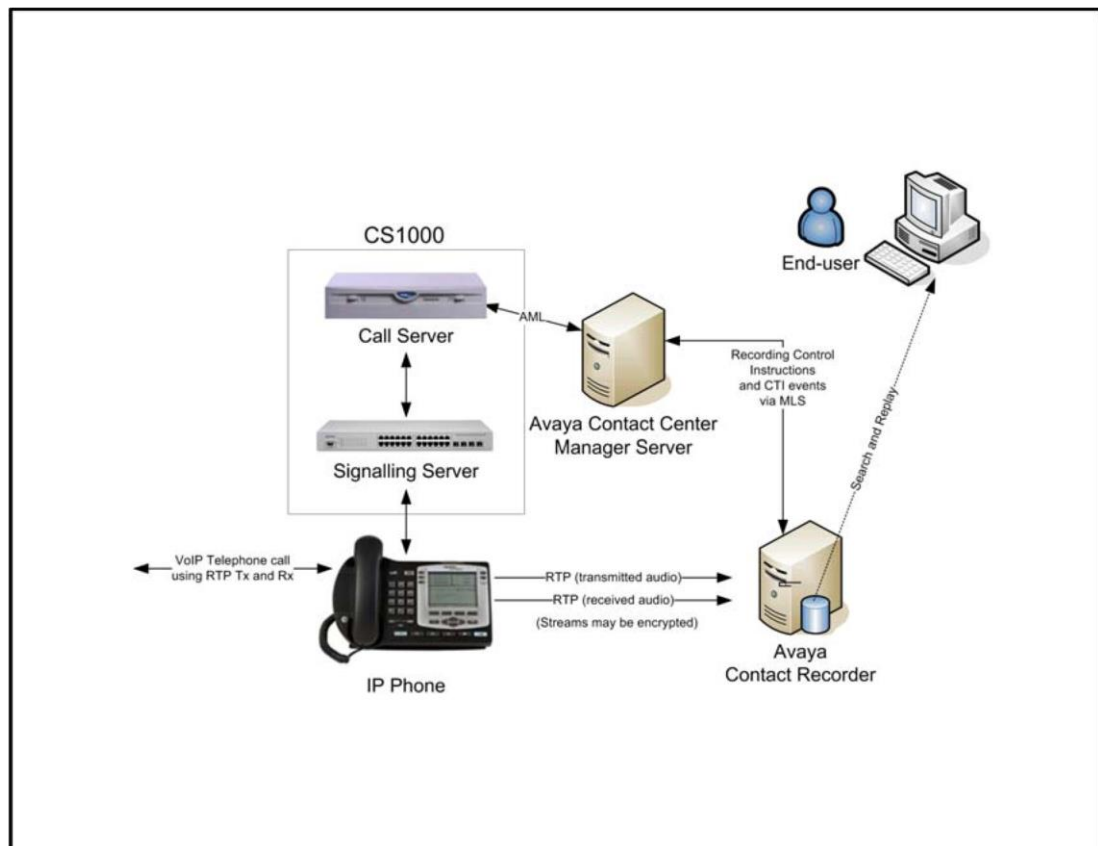 CS1000
Call Server
AML
Signalling Server
Avaya Contact Center
Manager Server
Recording Control
Instructions
and CTI events
via MLS
End-user
Search and Replay
VoIP Telephone call
using RTP Tx and Rx
IP Phone
RTP (transmitted audio)
RTP (received audio)
(Streams may be encrypted)
Avaya
Contact Recorder